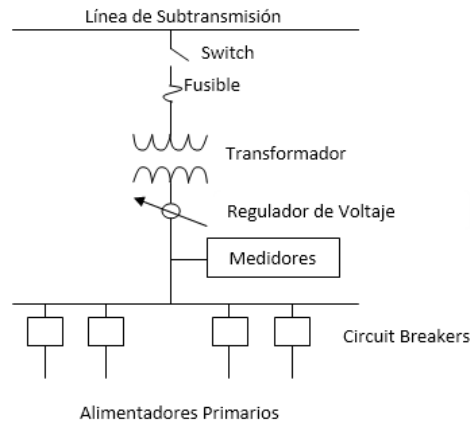 Línea de Subtransmisión
Switch
Fusible
Transformador
Regulador de Voltaje
Medidores
Circuit Breakers
Alimentadores Primarios